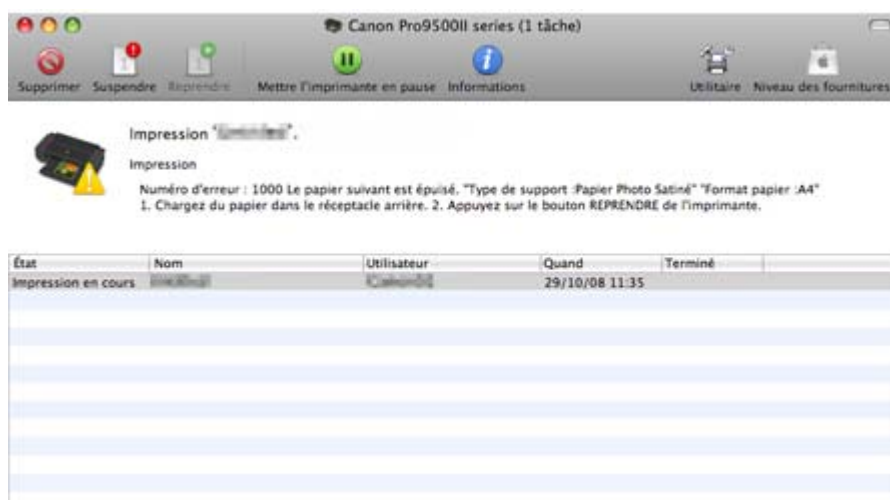 Canon Pro9500II series (1 tâche)
Supprimer Suspendre Reprendre Mettre l'imprimante en pause Informations Utilitaire Niveau des fournitures
Impression " ".
Impression
Numéro d'erreur : 1000 Le papier suivant est épuisé. "Type de support :Papier Photo Satiné" "Format papier :A4"
1. Chargez du papier dans le réceptacle arrière. 2. Appuyez sur le bouton REPRENDRE de l'imprimante.
État Nom Utilisateur Quand Terminé
Impression en cours 29/10/08 11:35